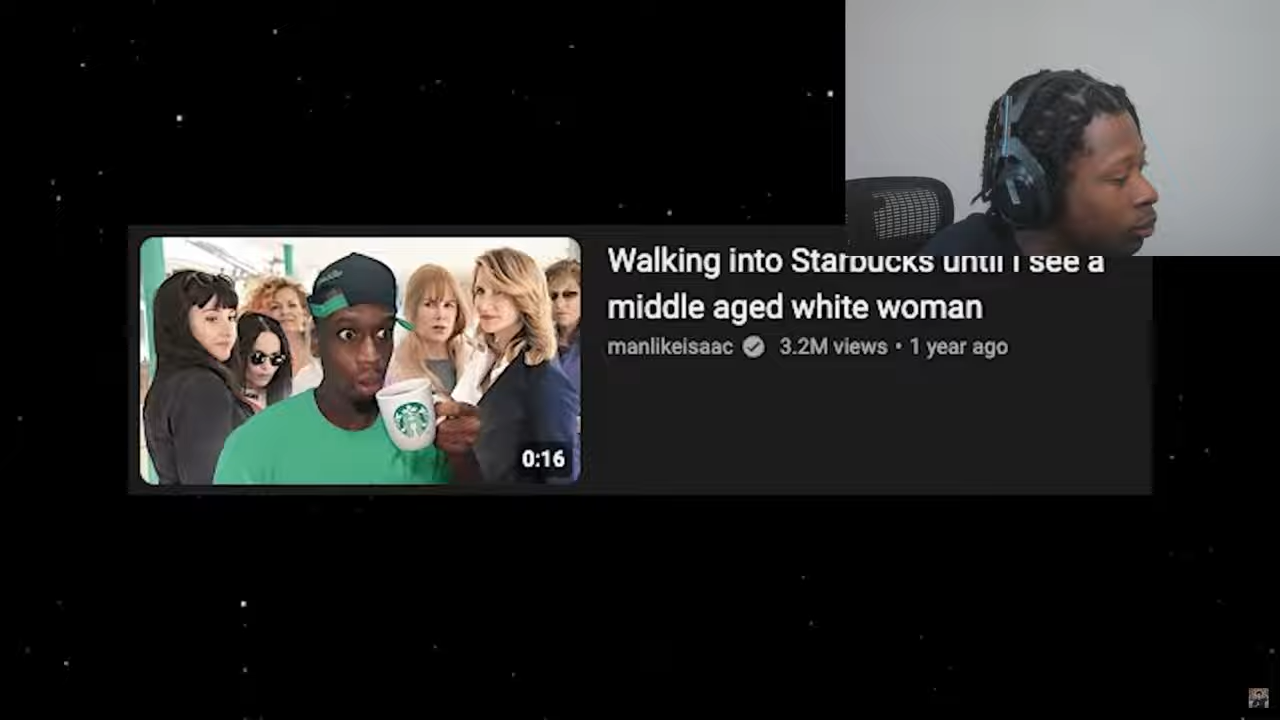 Walking into Starbucks until I see a
middle aged white woman
manlikeisaac 3.2M views • 1 year ago
0:16